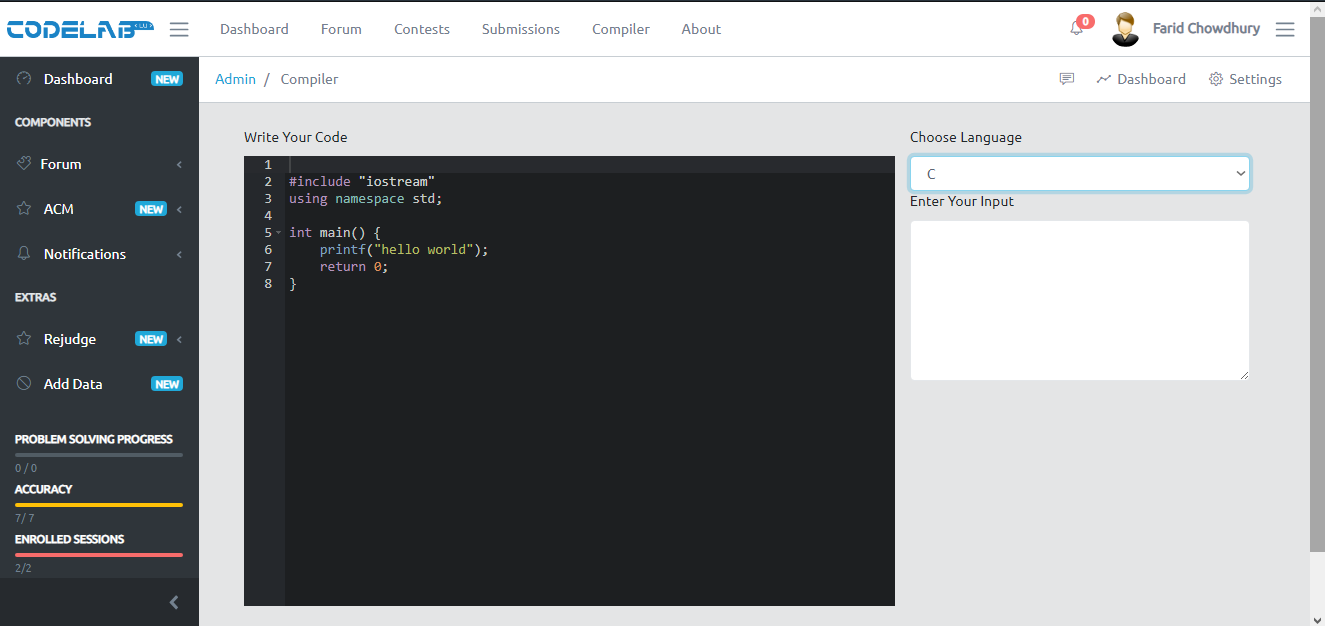 CODELAB
Dashboard Forum Contests Submissions Compiler About
0
Farid Chowdhury
Dashboard NEW
COMPONENTS
Forum
ACM NEW
Notifications
EXTRAS
Rejudge NEW
Add Data NEW
PROBLEM SOLVING PROGRESS
0 / 0
ACCURACY
7/ 7
ENROLLED SESSIONS
2/2
Admin / Compiler
Dashboard Settings
Write Your Code
1
2 #include "iostream"
3 using namespace std;
4
5 int main() {
6     printf("hello world");
7     return 0;
8 }
Choose Language
C
Enter Your Input